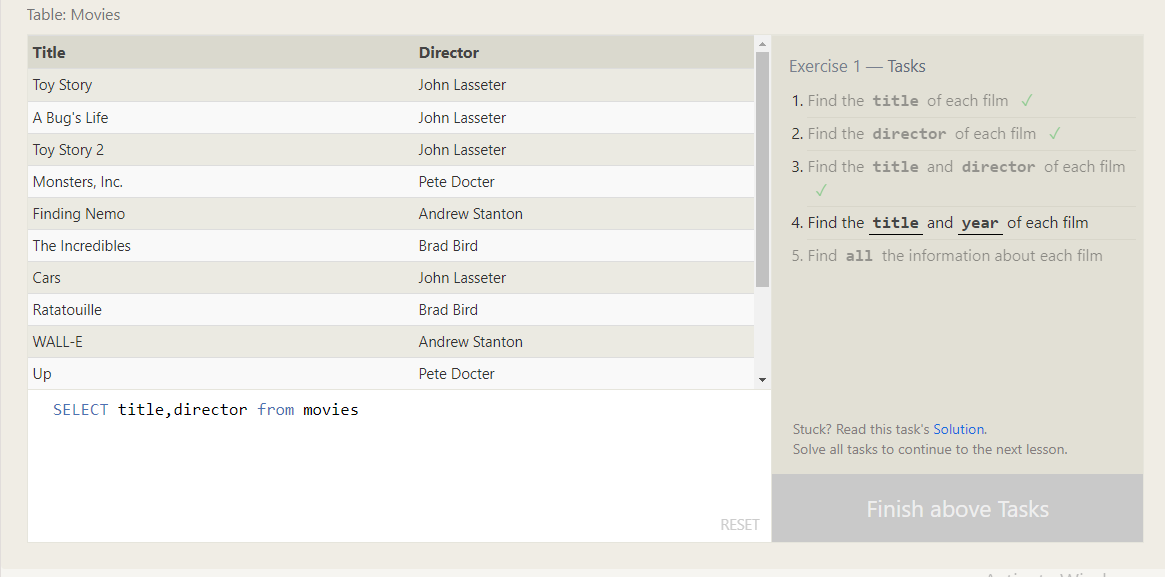 Table: Movies
Title Director
Toy Story John Lasseter
A Bug's Life John Lasseter
Toy Story 2 John Lasseter
Monsters, Inc. Pete Docter
Finding Nemo Andrew Stanton
The Incredibles Brad Bird
Cars John Lasseter
Ratatouille Brad Bird
WALL-E Andrew Stanton
Up Pete Docter
SELECT title,director from movies
RESET
Exercise 1 — Tasks
1. Find the title of each film ✓
2. Find the director of each film ✓
3. Find the title and director of each film
✓
4. Find the title and year of each film
5. Find all the information about each film
Stuck? Read this task's Solution.
Solve all tasks to continue to the next lesson.
Finish above Tasks